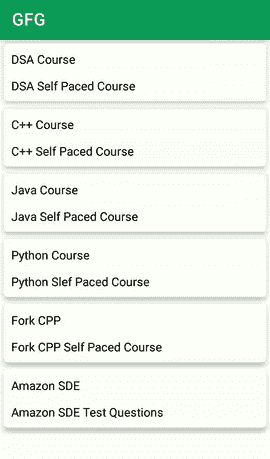 GFG
DSA Course
DSA Self Paced Course
C++ Course
C++ Self Paced Course
Java Course
Java Self Paced Course
Python Course
Python Slef Paced Course
Fork CPP
Fork CPP Self Paced Course
Amazon SDE
Amazon SDE Test Questions